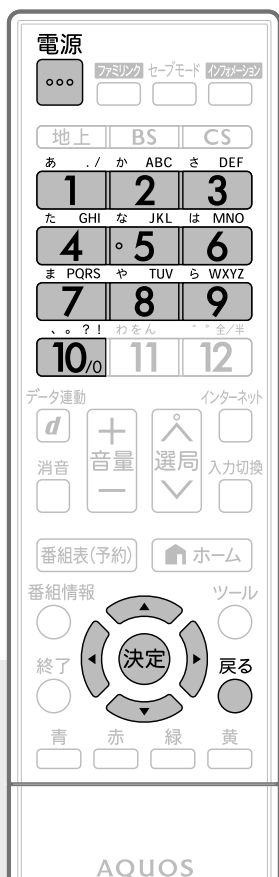 電源
ファミリンク セーブモード インフォメーション
地上 BS CS
あ ./ か ABC さ DEF
1 2 3
た GHI な JKL は MNO
4 5 6
ま PQRS や TUV ら WXYZ
7 8 9
、。?! わをん ゛゜全/半
10/0 11 12
データ連動 インターネット
d + 音量 − 選局
消音 入力切換
番組表(予約) ホーム
番組情報 ツール
決定
終了 戻る
青 赤 緑 黄
AQUOS